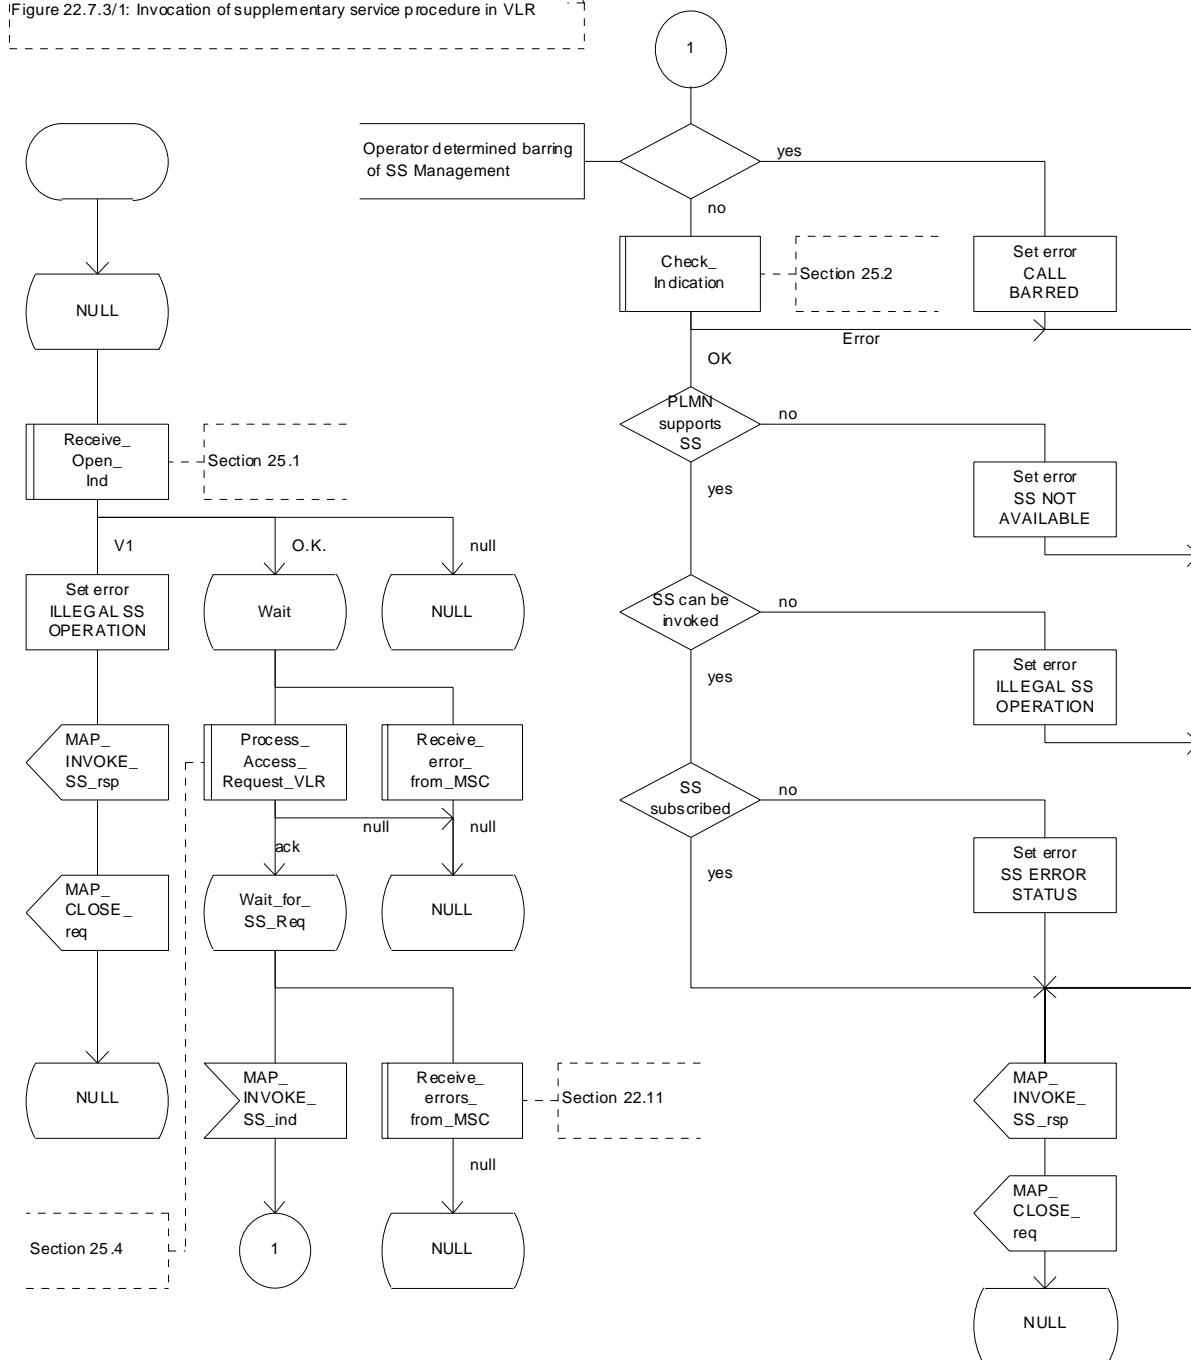 Figure 22.7.3/1: Invocation of supplementary service procedure in VLR
NULL
Receive_
Open_
Ind
Section 25.1
V1
O.K.
null
Set error
ILLEGAL SS
OPERATION
Wait
NULL
MAP_
INVOKE_
SS_rsp
Process_
Access_
Request_VLR
Receive_
error_
from_MSC
null
null
ack
MAP_
CLOSE_
req
Wait_for_
SS_Req
NULL
NULL
MAP_
INVOKE_
SS_ind
Receive_
errors_
from_MSC
Section 22.11
null
Section 25.4
1
NULL
1
Operator determined barring
of SS Management
yes
no
Check_
Indication
Section 25.2
Set error
CALL
BARRED
Error
OK
PLMN
supports
SS
no
yes
Set error
SS NOT
AVAILABLE
SS can be
invoked
no
yes
Set error
ILLEGAL SS
OPERATION
SS
subscribed
no
yes
Set error
SS ERROR
STATUS
MAP_
INVOKE_
SS_rsp
MAP_
CLOSE_
req
NULL